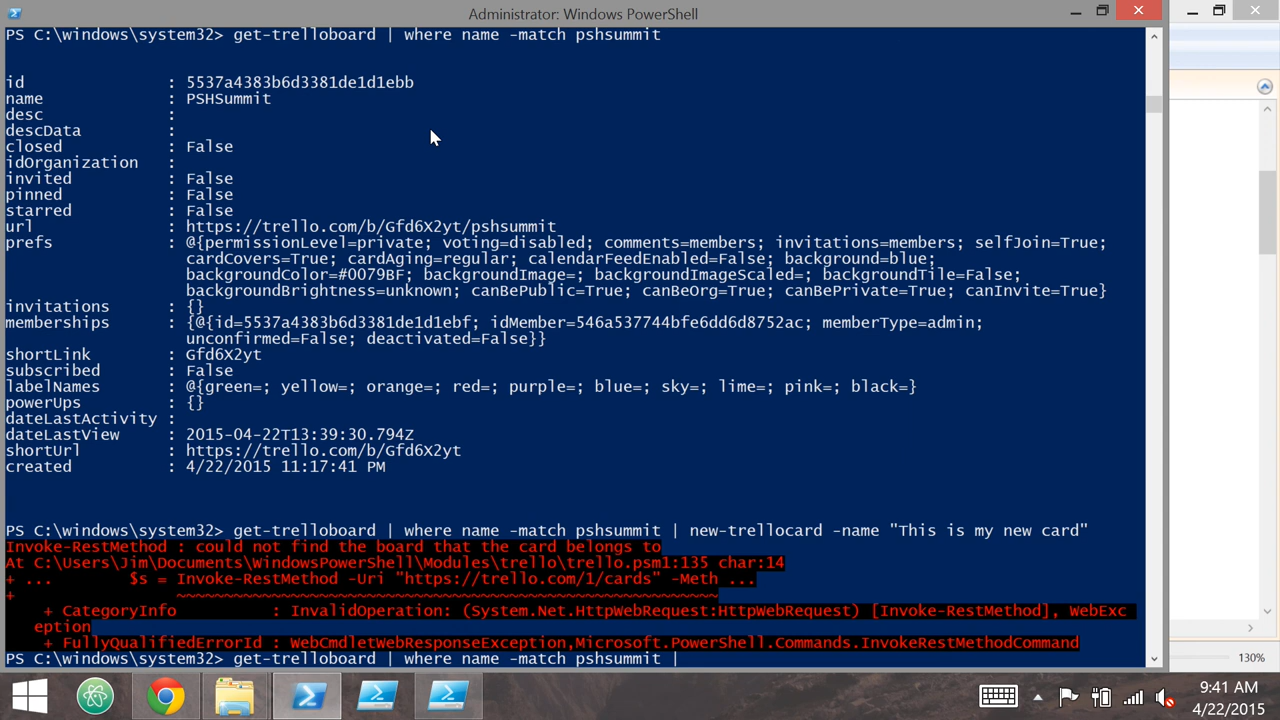 Administrator: Windows PowerShell
PS C:\windows\system32> get-trelloboard | where name -match pshsummit
id : 5537a4383b6d3381de1d1ebb
name : PSHSummit
desc :
descData :
closed : False
idOrganization :
invited : False
pinned : False
starred : False
url : https://trello.com/b/Gfd6X2yt/pshsummit
prefs : @{permissionLevel=private; voting=disabled; comments=members; invitations=members; selfJoin=True;
cardCovers=True; cardAging=regular; calendarFeedEnabled=False; background=blue;
backgroundColor=#0079BF; backgroundImage=; backgroundImageScaled=; backgroundTile=False;
backgroundBrightness=unknown; canBePublic=True; canBeOrg=True; canBePrivate=True; canInvite=True}
invitations : {}
memberships : {@{id=5537a4383b6d3381de1d1ebf; idMember=546a537744bfe6dd6d8752ac; memberType=admin;
unconfirmed=False; deactivated=False}}
shortLink : Gfd6X2yt
subscribed : False
labelNames : @{green=; yellow=; orange=; red=; purple=; blue=; sky=; lime=; pink=; black=}
powerUps : {}
dateLastActivity :
dateLastView : 2015-04-22T13:39:30.794Z
shortUrl : https://trello.com/b/Gfd6X2yt
created : 4/22/2015 11:17:41 PM
PS C:\windows\system32> get-trelloboard | where name -match pshsummit | new-trellocard -name "This is my new card"
Invoke-RestMethod : could not find the board that the card belongs to
At C:\Users\Jim\Documents\WindowsPowerShell\Modules\trello\trello.psm1:135 char:14
+ ... $s = Invoke-RestMethod -Uri "https://trello.com/1/cards" -Meth ...
+ ~~~~~~~~~~~~~~~~~~~~~~~~~~~~~~~~~~~~~~~~~~~~~~~~~~~~~~~~~
+ CategoryInfo : InvalidOperation: (System.Net.HttpWebRequest:HttpWebRequest) [Invoke-RestMethod], WebExc
eption
+ FullyQualifiedErrorId : WebCmdletWebResponseException,Microsoft.PowerShell.Commands.InvokeRestMethodCommand
PS C:\windows\system32> get-trelloboard | where name -match pshsummit |
130%
9:41 AM
4/22/2015